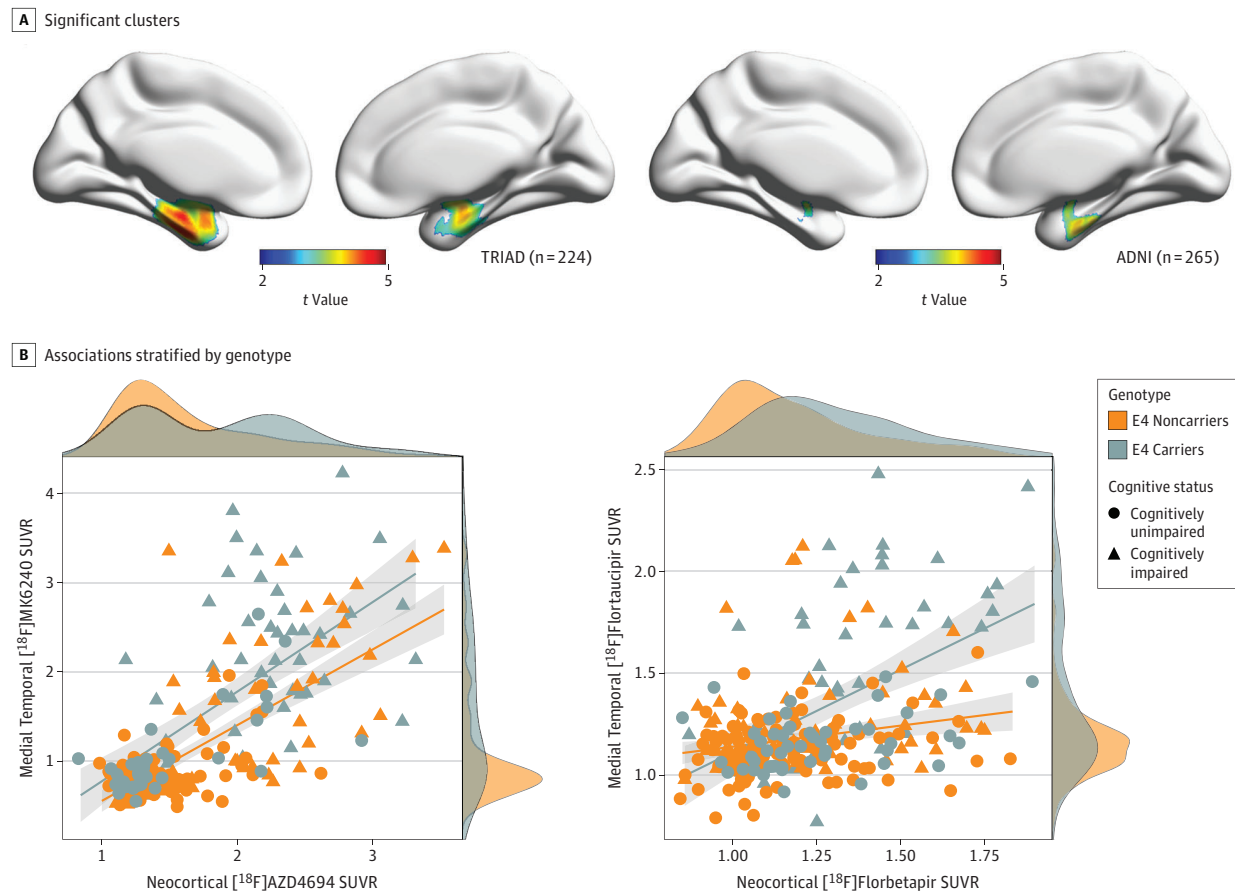 A Significant clusters
2 5
t Value
TRIAD (n = 224)
2 5
t Value
ADNI (n = 265)
B Associations stratified by genotype
Medial Temporal [18F]MK6240 SUVR
4
3
2
1
1 2 3
Neocortical [18F]AZD4694 SUVR
Medial Temporal [18F]Flortaucipir SUVR
2.5
2.0
1.5
1.0
1.00 1.25 1.50 1.75
Neocortical [18F]Florbetapir SUVR
Genotype
E4 Noncarriers
E4 Carriers
Cognitive status
Cognitively
unimpaired
Cognitively
impaired